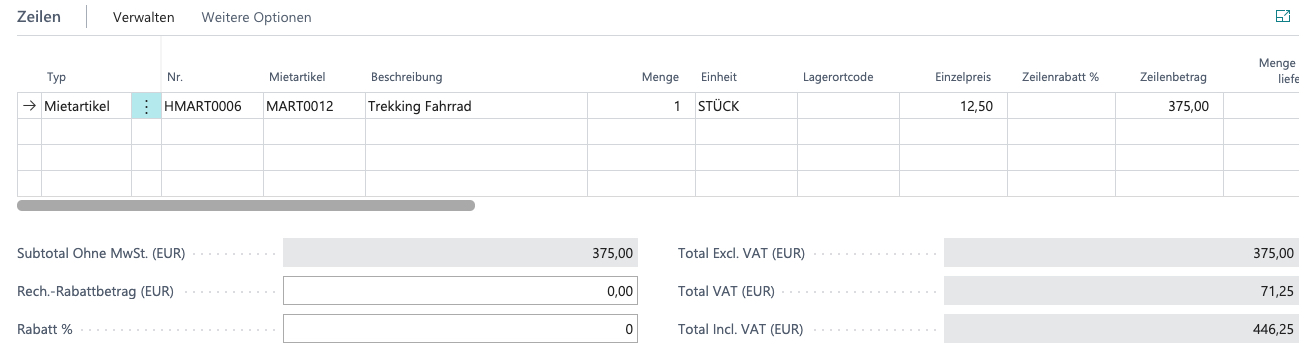 Zeilen Verwalten Weitere Optionen
Typ Nr. Mietartikel Beschreibung Menge Einheit Lagerortcode Einzelpreis Zeilenrabatt % Zeilenbetrag Menge
liefe
Mietartikel HMART0006 MART0012 Trekking Fahrrad 1 STÜCK 12,50 375,00
Subtotal Ohne MwSt. (EUR) 375,00 Total Excl. VAT (EUR) 375,00
Rech.-Rabattbetrag (EUR) 0,00 Total VAT (EUR) 71,25
Rabatt % 0 Total Incl. VAT (EUR) 446,25